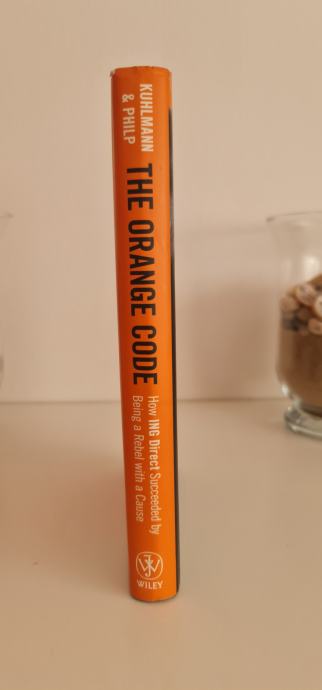 KUHLMANN
& PHILP
THE ORANGE CODE
How ING Direct Succeeded by
Being a Rebel with a Cause
WILEY